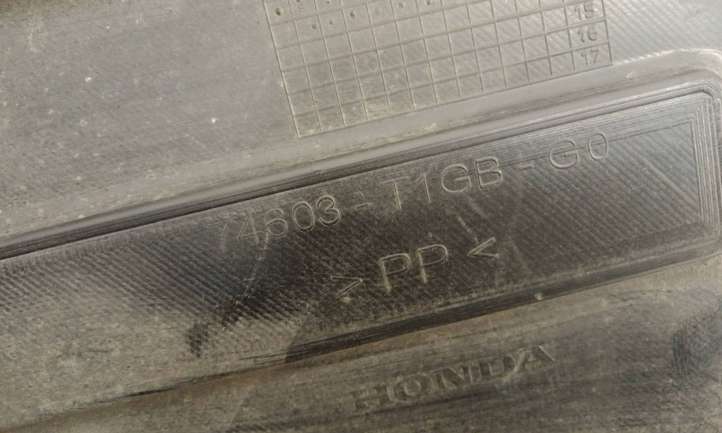 15
16
17
74603-T1GB-G0
>PP<
HONDA